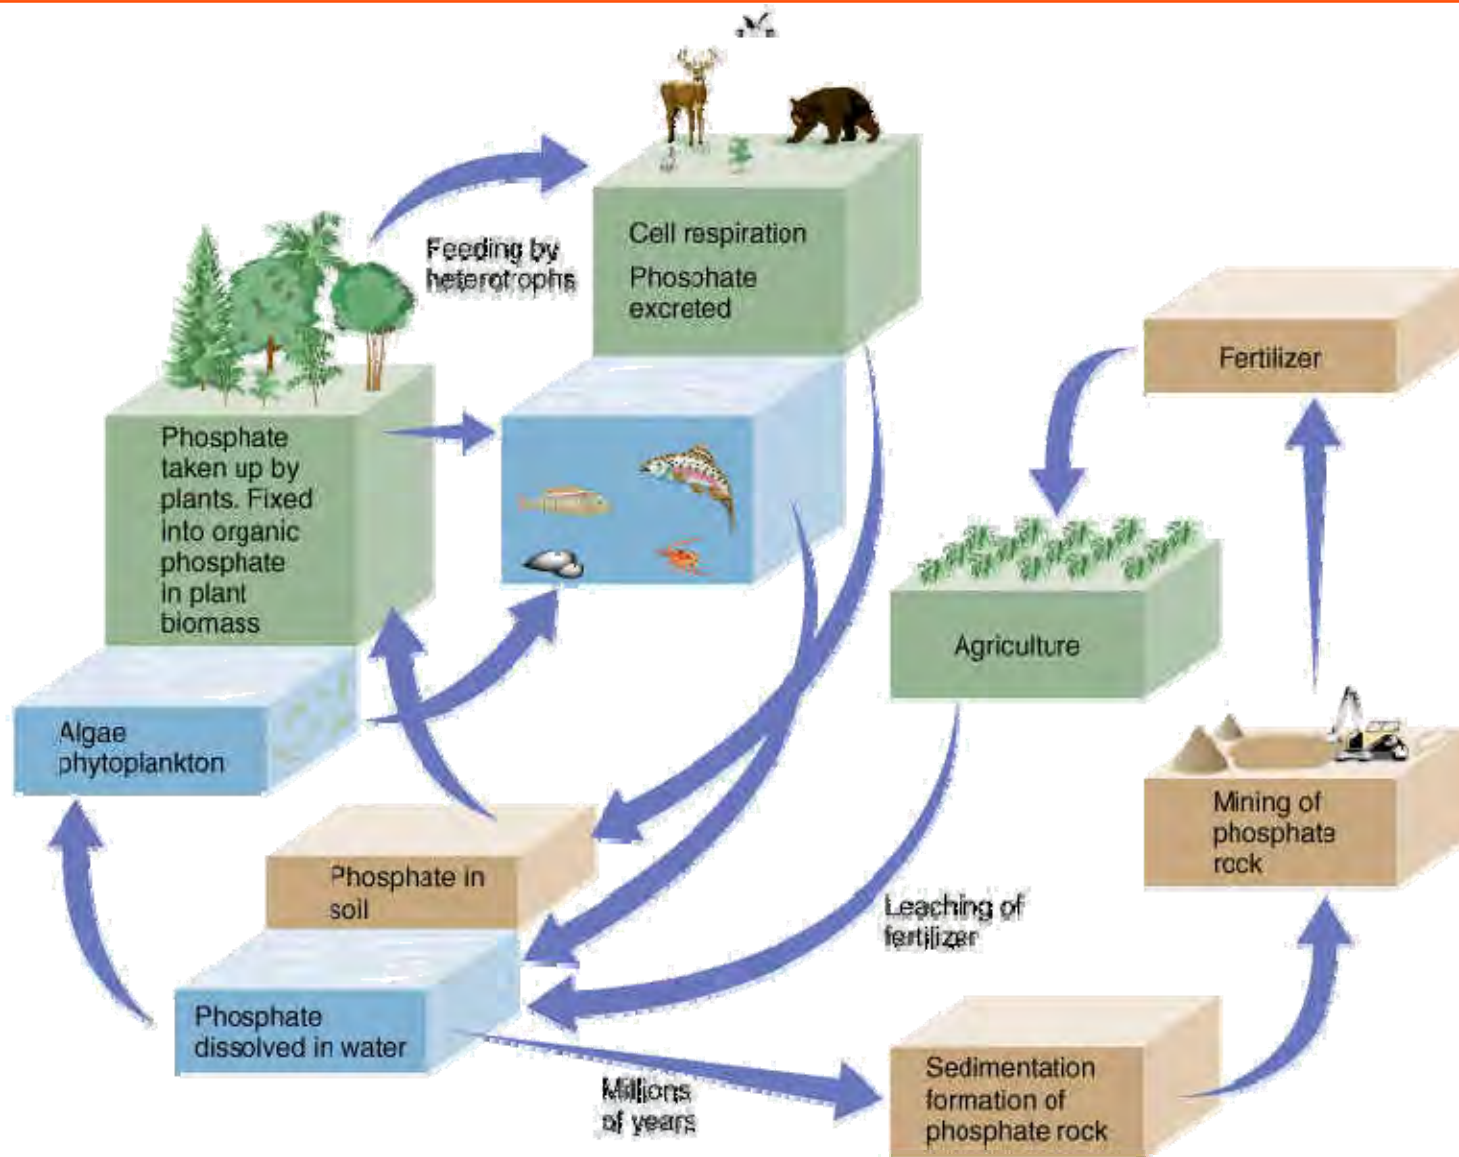 Cell respiration
Phosphate
excreted
Feeding by
heterotrophs
Fertilizer
Phosphate
taken up by
plants. Fixed
into organic
phosphate
in plant
biomass
Agriculture
Algae
phytoplankton
Mining of
phosphate
rock
Phosphate in
soil
Leaching of
fertilizer
Phosphate
dissolved in water
Millions
of years
Sedimentation
formation of
phosphate rock